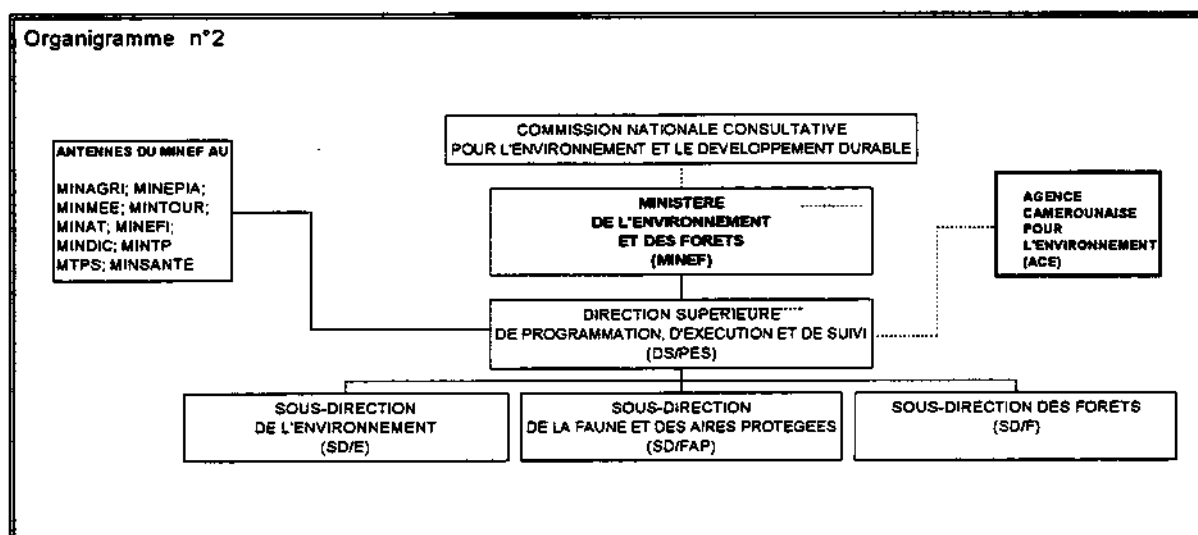 Organigramme n°2
COMMISSION NATIONALE CONSULTATIVE
POUR L'ENVIRONNEMENT ET LE DEVELOPPEMENT DURABLE
ANTENNES DU MINEF AU
MINAGRI; MINEPIA;
MINMEE; MINTOUR;
MINAT; MINEFI;
MINDIC; MINTP
MTPS; MINSANTE
MINISTERE
DE L'ENVIRONNEMENT
ET DES FORETS
(MINEF)
AGENCE
CAMEROUNAISE
POUR
L'ENVIRONNEMENT
(ACE)
DIRECTION SUPERIEURE
DE PROGRAMMATION, D'EXECUTION ET DE SUIVI
(DS/PES)
SOUS-DIRECTION
DE L'ENVIRONNEMENT
(SD/E)
SOUS-DIRECTION
DE LA FAUNE ET DES AIRES PROTEGEES
(SD/FAP)
SOUS-DIRECTION DES FORETS
(SD/F)